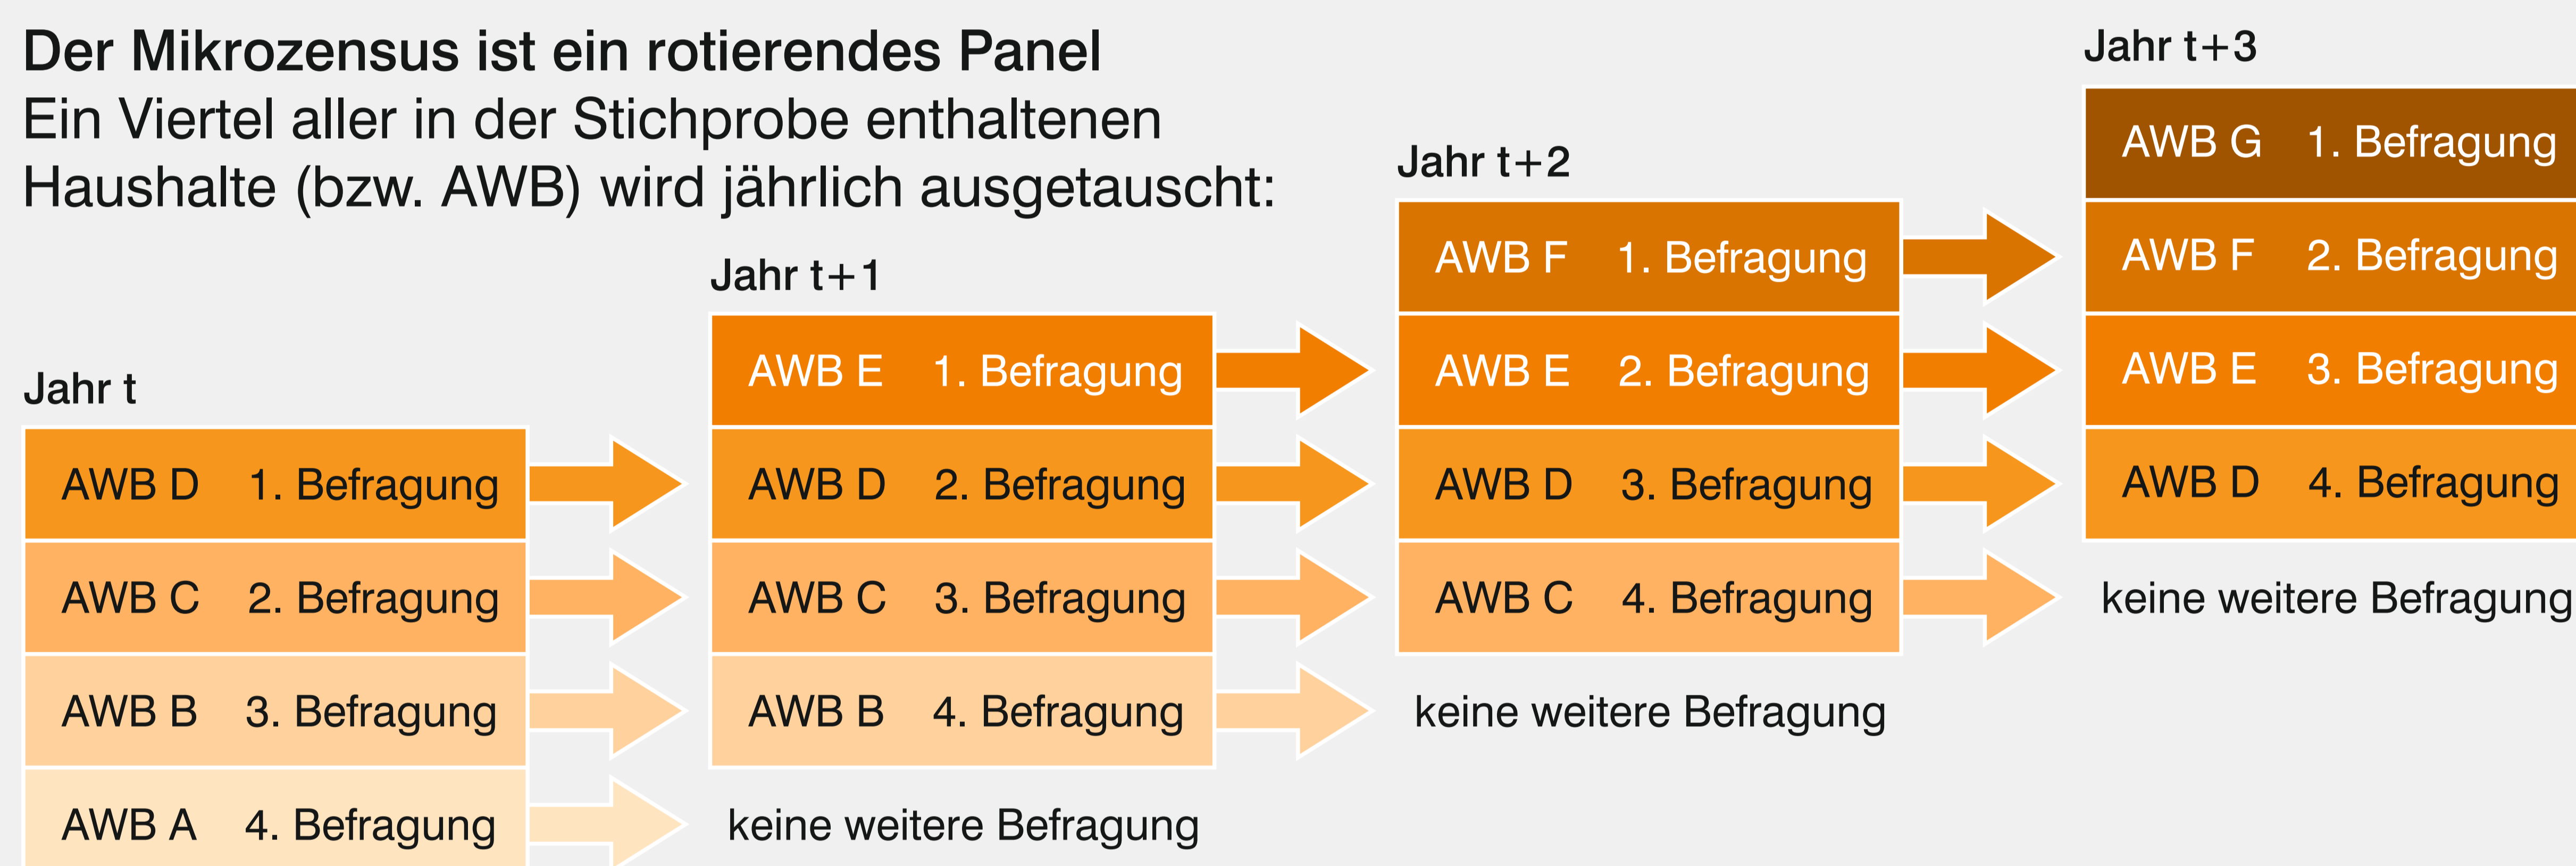 Der Mikrozensus ist ein rotierendes Panel
Ein Viertel aller in der Stichprobe enthaltenen
Haushalte (bzw. AWB) wird jährlich ausgetauscht:
Jahr t
AWB D 1. Befragung
AWB C 2. Befragung
AWB B 3. Befragung
AWB A 4. Befragung
Jahr t+1
AWB E 1. Befragung
AWB D 2. Befragung
AWB C 3. Befragung
AWB B 4. Befragung
keine weitere Befragung
Jahr t+2
AWB F 1. Befragung
AWB E 2. Befragung
AWB D 3. Befragung
AWB C 4. Befragung
keine weitere Befragung
Jahr t+3
AWB G 1. Befragung
AWB F 2. Befragung
AWB E 3. Befragung
AWB D 4. Befragung
keine weitere Befragung